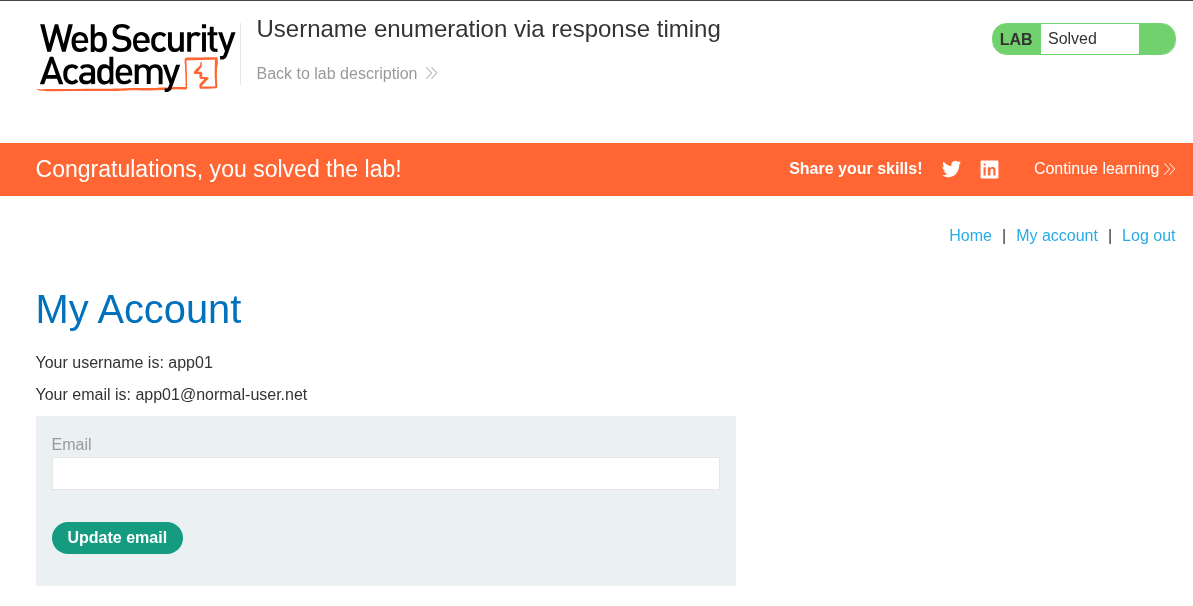 Web Security
Academy
Username enumeration via response timing
Back to lab description
LAB Solved
Congratulations, you solved the lab!
Share your skills!
Continue learning
Home | My account | Log out
My Account
Your username is: app01
Your email is: app01@normal-user.net
Email
Update email